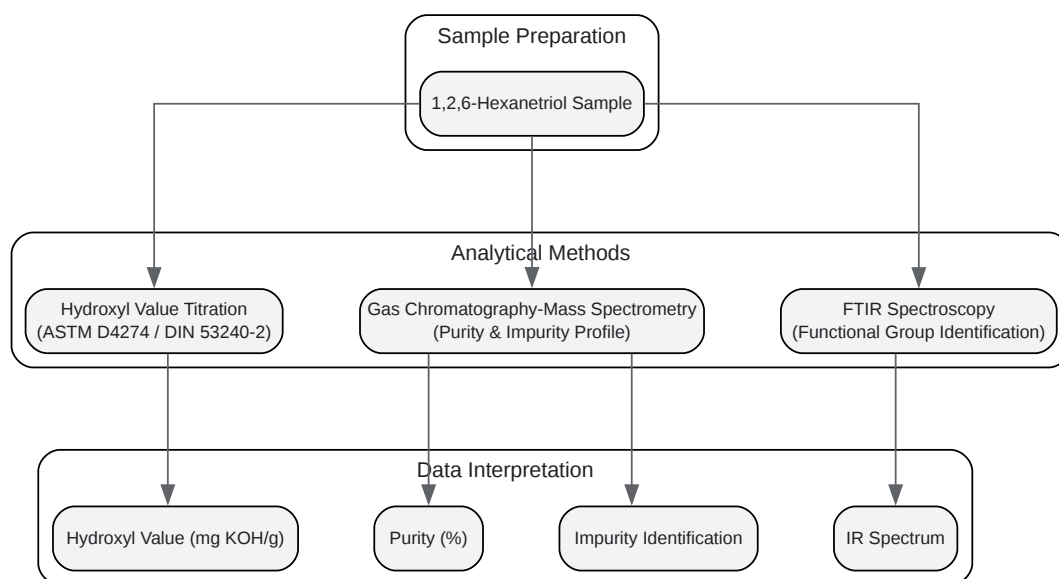 Sample Preparation
1,2,6-Hexanetriol Sample
Analytical Methods
Hydroxyl Value Titration
(ASTM D4274 / DIN 53240-2)
Gas Chromatography-Mass Spectrometry
(Purity & Impurity Profile)
FTIR Spectroscopy
(Functional Group Identification)
Data Interpretation
Hydroxyl Value (mg KOH/g)
Purity (%)
Impurity Identification
IR Spectrum